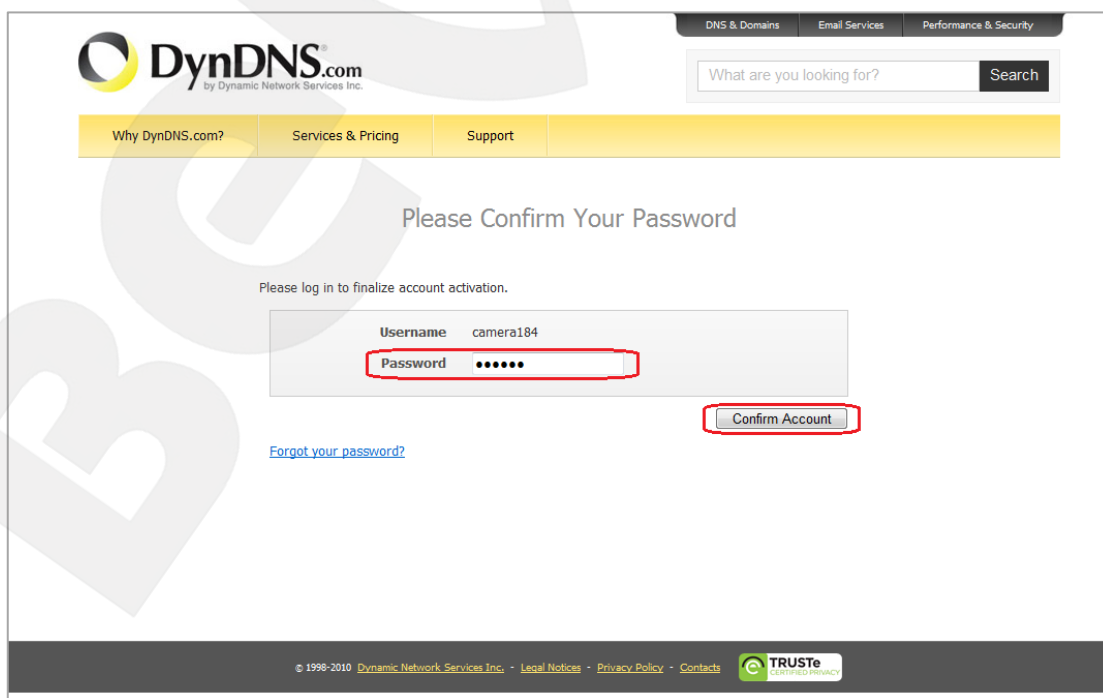 DNS & Domains Email Services Performance & Security
DynDNS.com
by Dynamic Network Services Inc.
What are you looking for? Search
Why DynDNS.com? Services & Pricing Support
Please Confirm Your Password
Please log in to finalize account activation.
Username camera184
Password ••••••
Confirm Account
Forgot your password?
© 1998-2010 Dynamic Network Services Inc. - Legal Notices - Privacy Policy - Contacts
TRUSTe
CERTIFIED PRIVACY